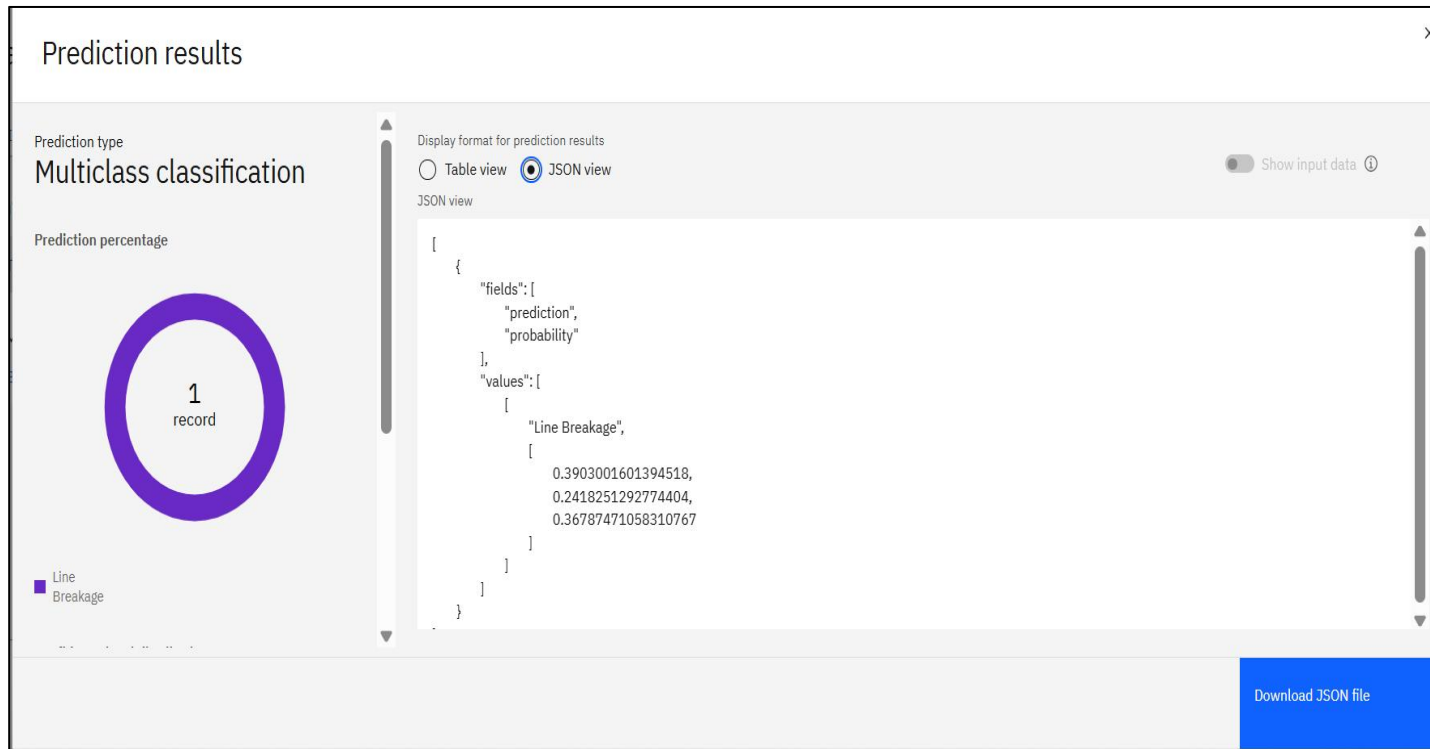 Prediction results
Prediction type
Multiclass classification
Prediction percentage
1
record
Line
Breakage
Display format for prediction results
Table view JSON view
Show input data
JSON view
[
{
"fields": [
"prediction",
"probability"
],
"values": [
[
"Line Breakage",
[
0.3903001601394518,
0.2418251292774404,
0.36787471058310767
]
]
]
}
Download JSON file